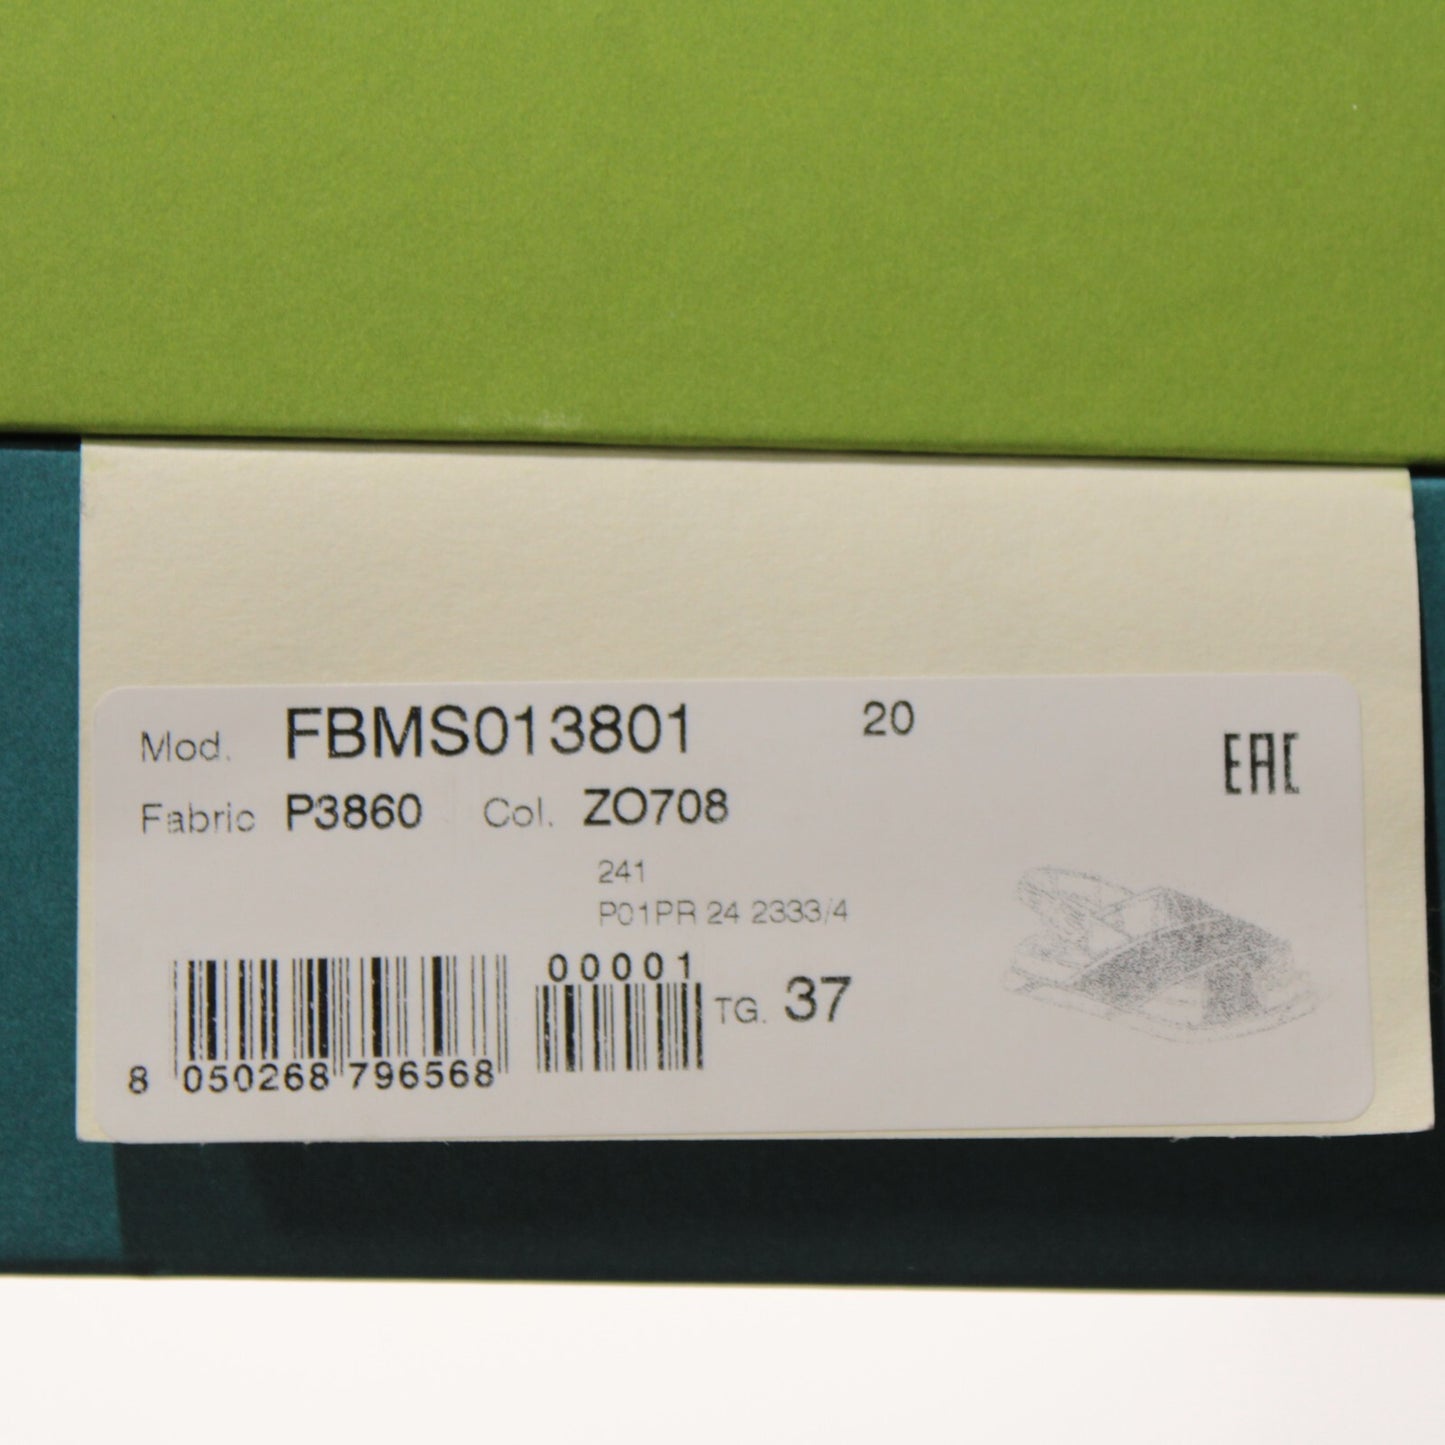 Mod. FBMS013801 20
EAC
Fabric P3860 Col. ZO708
241
P01PR 24 2333/4
00001
TG. 37
8 050268 796568